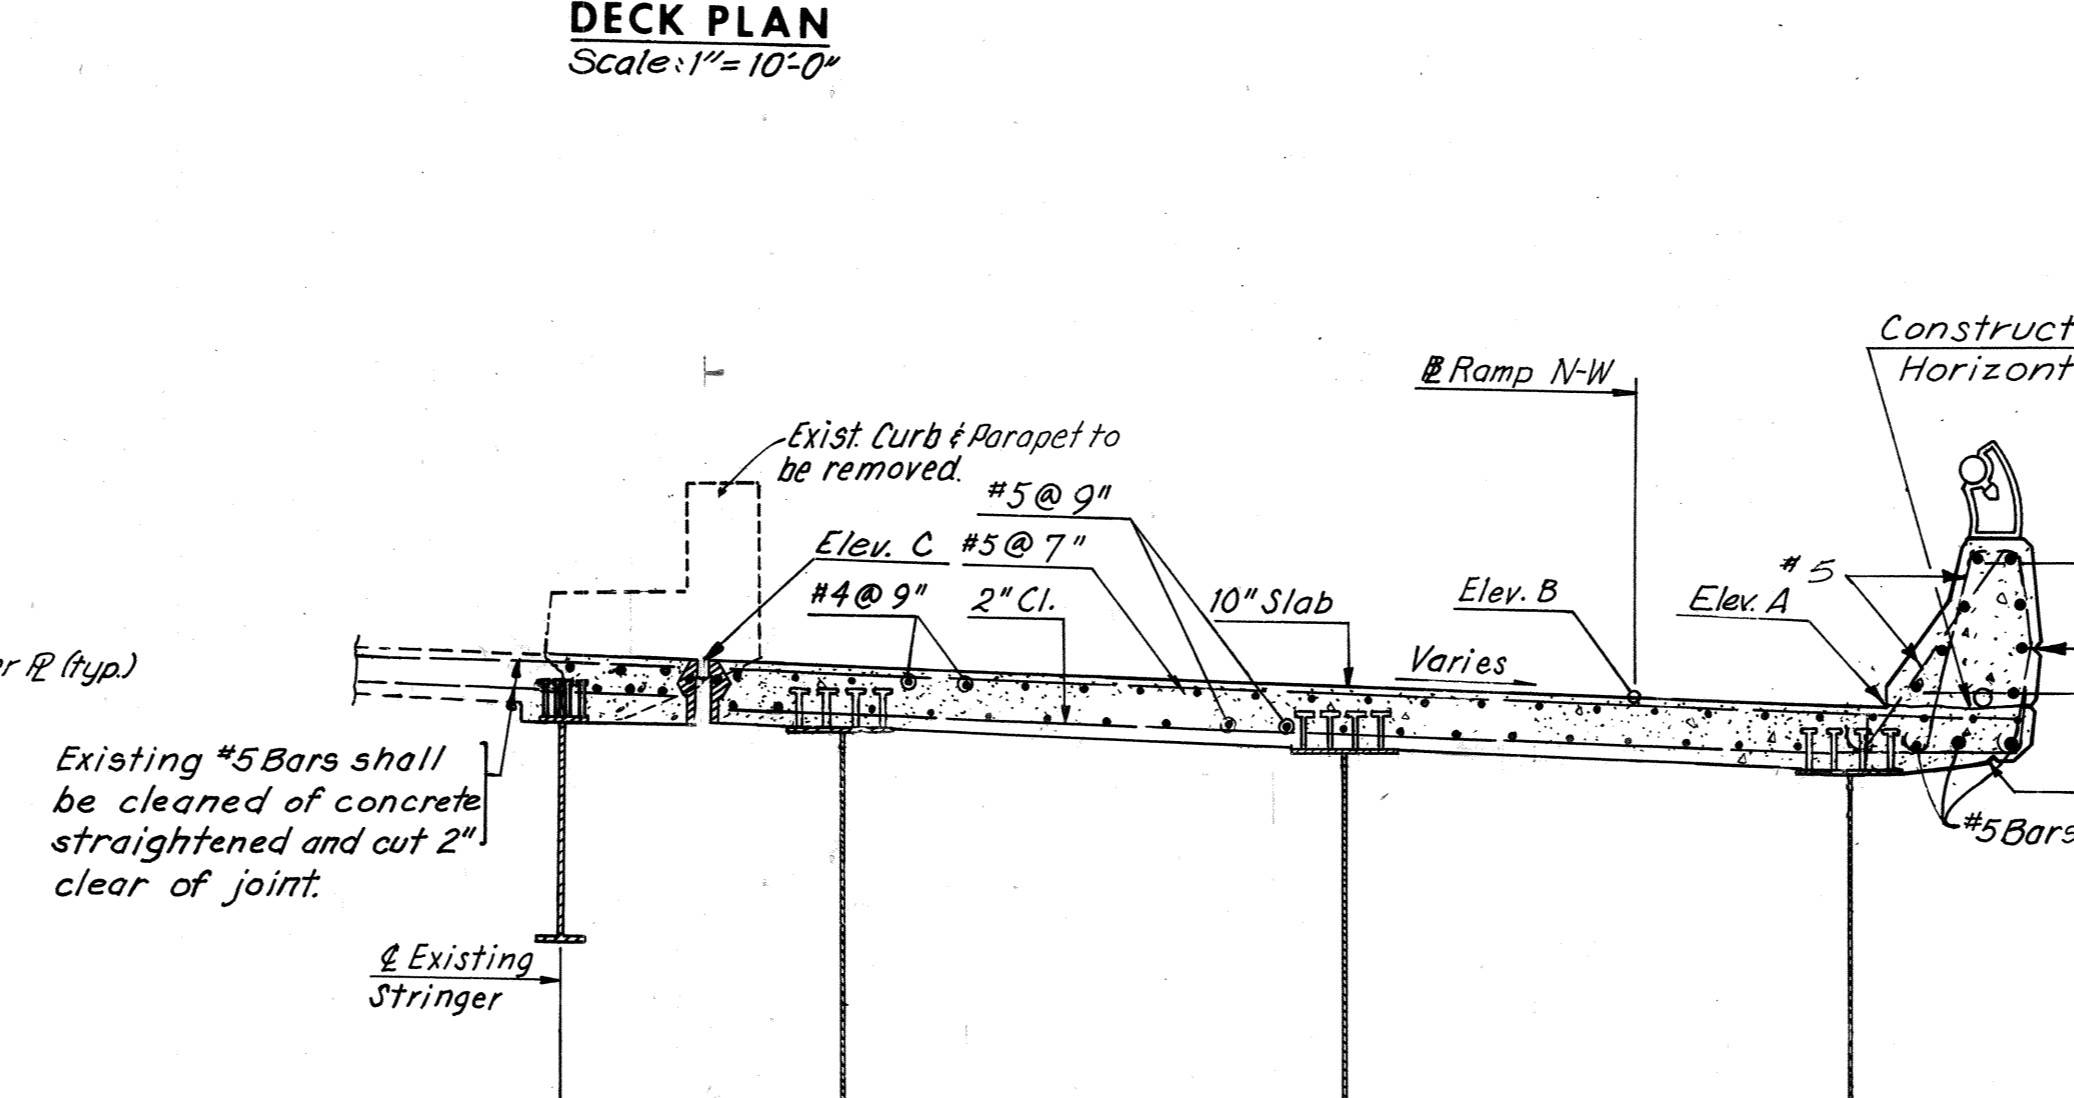 DECK PLAN
Scale: 1" = 10'-0"
Construct
Horizont
℄ Ramp N-W
Exist. Curb & Parapet to
be removed.
#5 @ 9"
Elev. C
#5 @ 7"
#4 @ 9"
2" Cl.
10" Slab
Elev. B
Elev. A
#5
Varies
er ℞ (typ.)
Existing #5 Bars shall
be cleaned of concrete
straightened and cut 2"
clear of joint.
#5 Bars
℄ Existing
Stringer